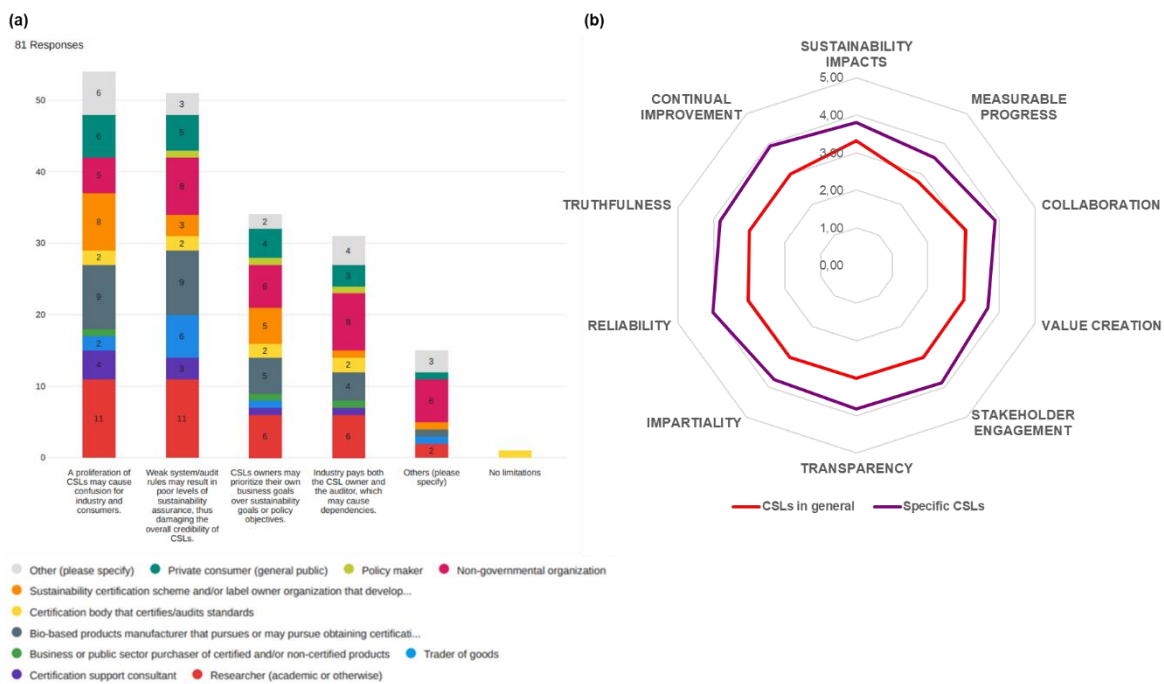 (a)
81 Responses
50
40
30
20
10
0
6
6
5
8
2
9
2
4
11
3
5
8
3
2
9
6
3
11
2
4
6
5
2
5
6
4
3
8
2
4
6
3
6
2
A proliferation of
CSLs may cause
confusion for
industry and
consumers.
Weak system/audit
rules may result in
poor levels of
sustainability
assurance, thus
damaging the
overall credibility of
CSLs.
CSLs owners may
prioritize their own
business goals
over sustainability
goals or policy
objectives.
Industry pays both
the CSL owner and
the auditor, which
may cause
dependencies.
Others (please
specify)
No limitations
Other (please specify)
Private consumer (general public)
Policy maker
Non-governmental organization
Sustainability certification scheme and/or label owner organization that develop...
Certification body that certifies/audits standards
Bio-based products manufacturer that pursues or may pursue obtaining certificati...
Business or public sector purchaser of certified and/or non-certified products
Trader of goods
Certification support consultant
Researcher (academic or otherwise)
(b)
SUSTAINABILITY
IMPACTS
MEASURABLE
PROGRESS
COLLABORATION
VALUE CREATION
STAKEHOLDER
ENGAGEMENT
TRANSPARENCY
IMPARTIALITY
RELIABILITY
TRUTHFULNESS
CONTINUAL
IMPROVEMENT
5,00
4,00
3,00
2,00
1,00
0,00
CSLs in general
Specific CSLs